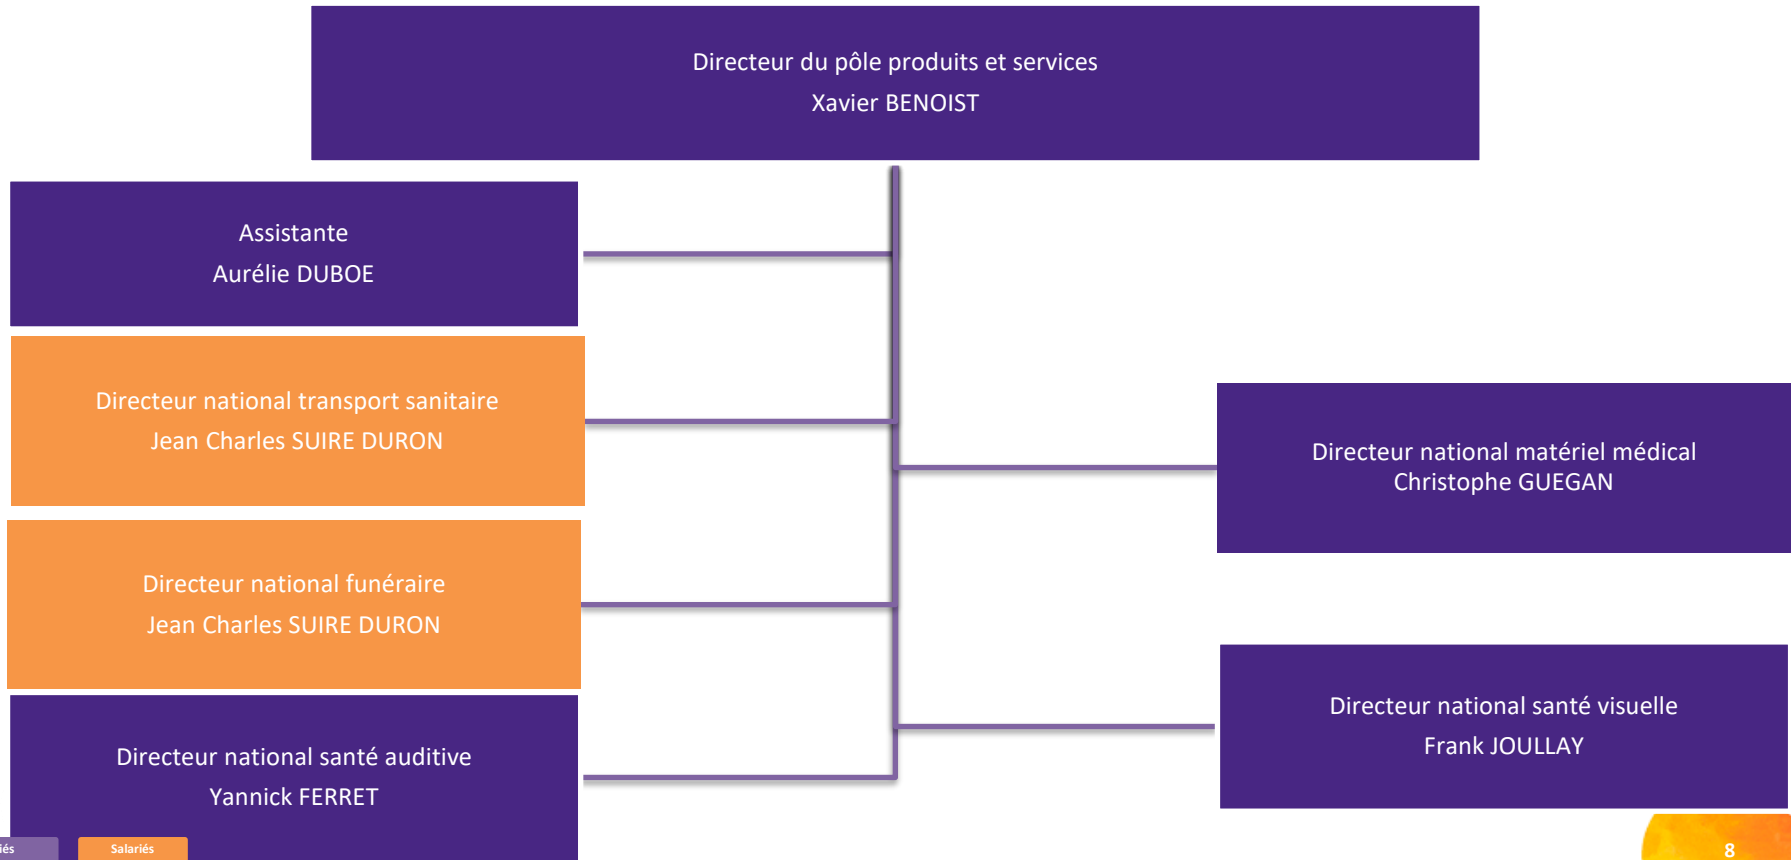 Directeur du pôle produits et services
Xavier BENOIST
Assistante
Aurélie DUBOE
Directeur national transport sanitaire
Jean Charles SUIRE DURON
Directeur national matériel médical
Christophe GUEGAN
Directeur national funéraire
Jean Charles SUIRE DURON
Directeur national santé visuelle
Frank JOULLAY
Directeur national santé auditive
Yannick FERRET
Salariés
8